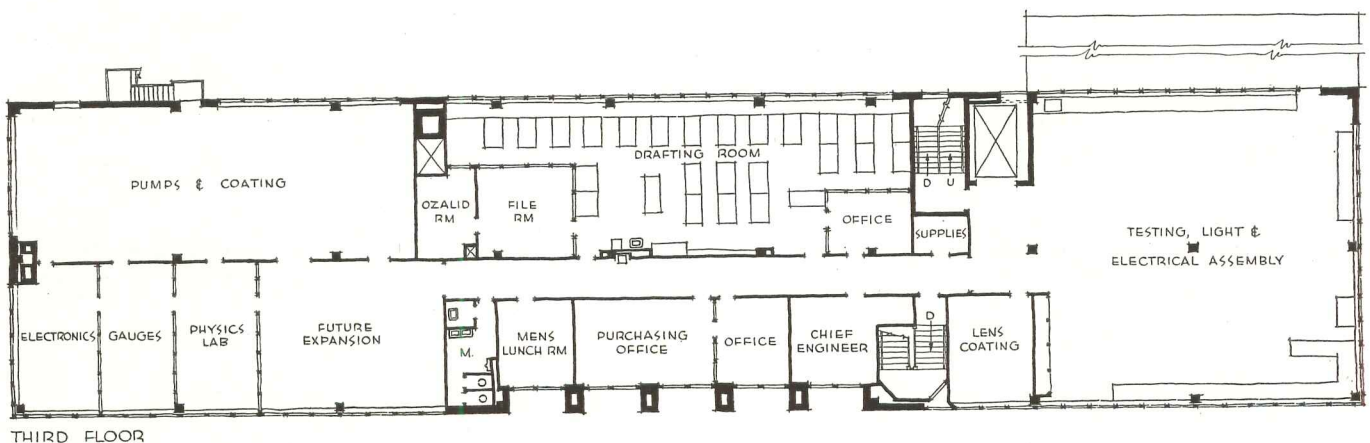 DRAFTING ROOM
PUMPS & COATING
D U
OZALID
RM
FILE
RM
OFFICE
SUPPLIES
TESTING, LIGHT &
ELECTRICAL ASSEMBLY
ELECTRONICS
GAUGES
PHYSICS
LAB
FUTURE
EXPANSION
M.
MENS
LUNCH RM
PURCHASING
OFFICE
OFFICE
CHIEF
ENGINEER
D
LENS
COATING
THIRD FLOOR